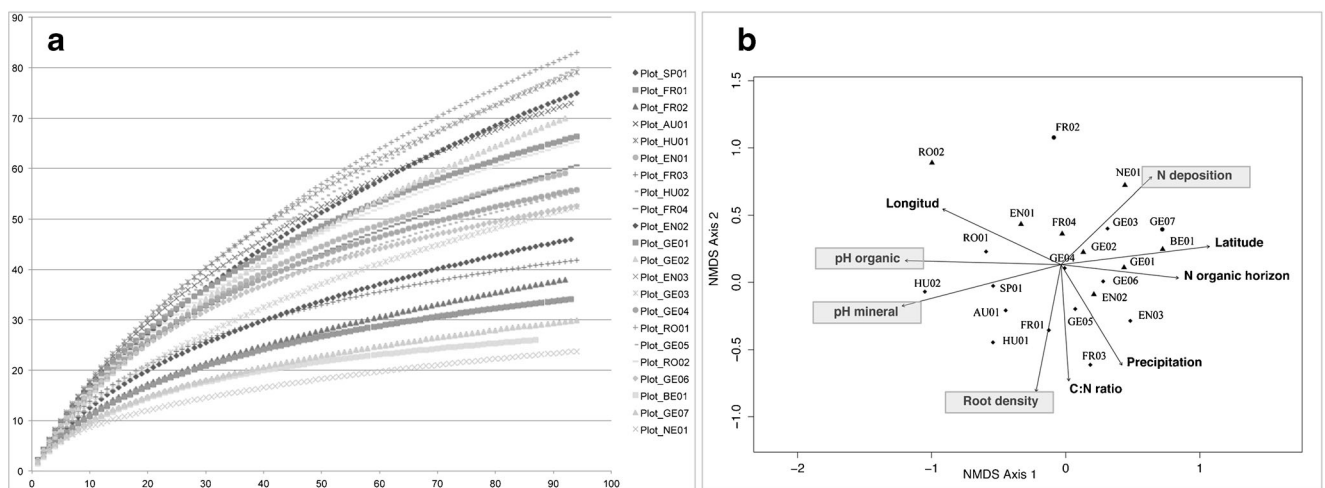 a
90
80
70
60
50
40
30
20
10
0
0 10 20 30 40 50 60 70 80 90 100
Plot_SP01
Plot_FR01
Plot_FR02
Plot_AU01
Plot_HU01
Plot_EN01
Plot_FR03
Plot_HU02
Plot_FR04
Plot_EN02
Plot_GE01
Plot_GE02
Plot_EN03
Plot_GE03
Plot_GE04
Plot_RO01
Plot_GE05
Plot_RO02
Plot_GE06
Plot_BE01
Plot_GE07
Plot_NE01
b
NMDS Axis 2
1.5
1.0
0.5
0.0
−0.5
−1.0
FR02
RO02
NE01
N deposition
Longitud
EN01
FR04
GE03
GE07
RO01
GE02
BE01
Latitude
pH organic
GE04
GE01
N organic horizon
HU02
SP01
GE06
EN02
pH mineral
AU01
FR01
GE05
EN03
HU01
FR03
Precipitation
C:N ratio
Root density
−2 −1 0 1
NMDS Axis 1